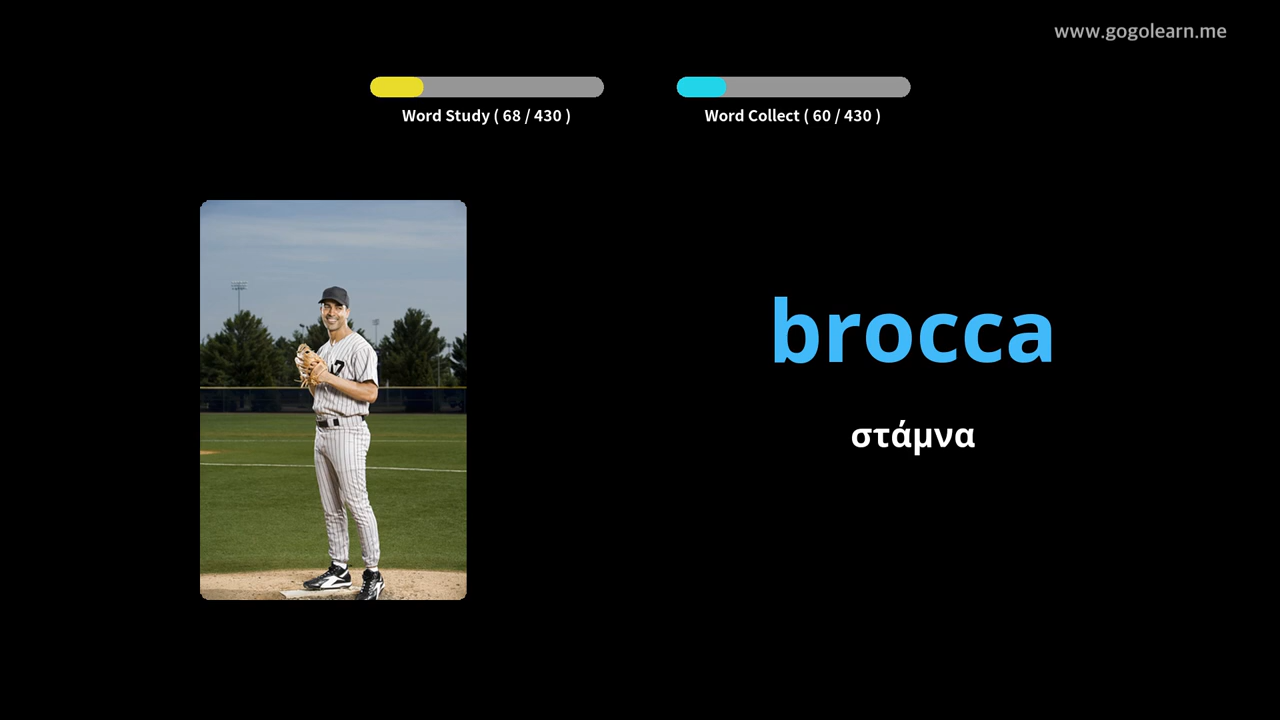 www.gogolearn.me
Word Study ( 68 / 430 )
Word Collect ( 60 / 430 )
brocca
στάμνα